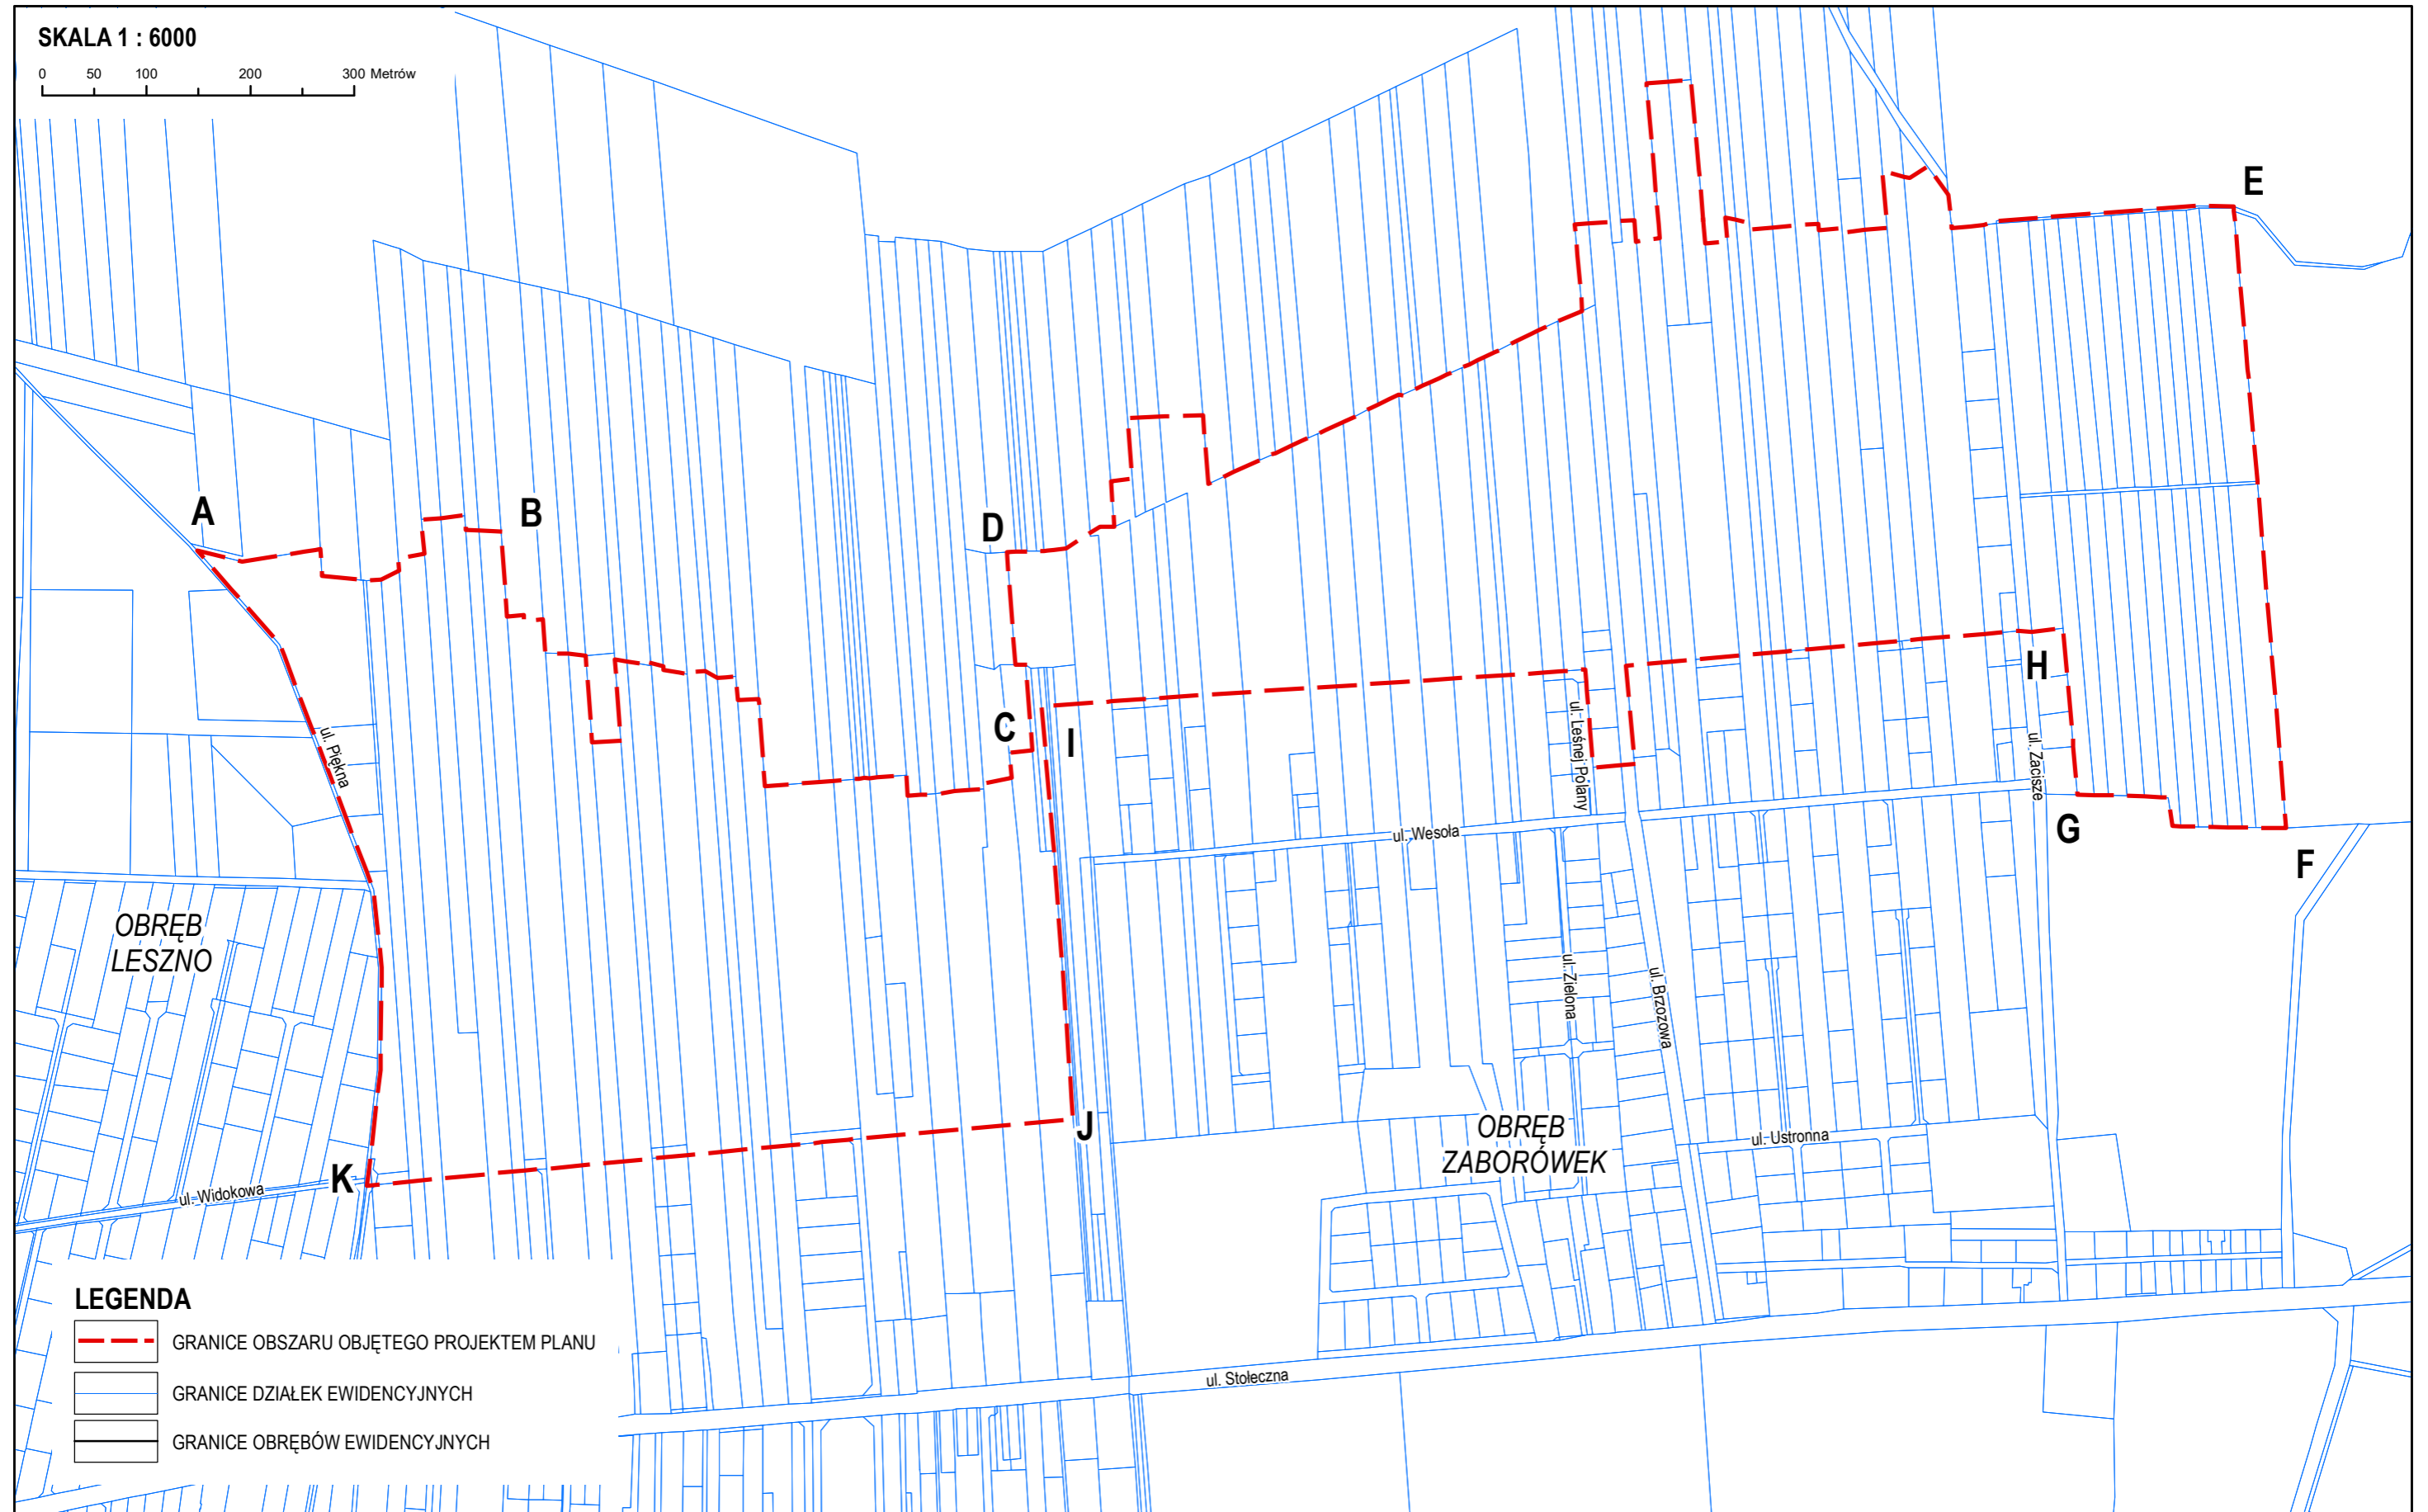 SKALA 1 : 6000
0 50 100 200 300 Metrów
E
A
B
D
H
C
I
ul. Piękna
ul. Leśnej Polany
ul. Zacisze
G
ul. Wesoła
F
OBRĘB
LESZNO
ul. Zielona
ul. Brzozowa
J
OBRĘB
ZABORÓWEK
ul. Ustronna
K
ul. Widokowa
LEGENDA
GRANICE OBSZARU OBJĘTEGO PROJEKTEM PLANU
GRANICE DZIAŁEK EWIDENCYJNYCH
GRANICE OBRĘBÓW EWIDENCYJNYCH
ul. Stołeczna